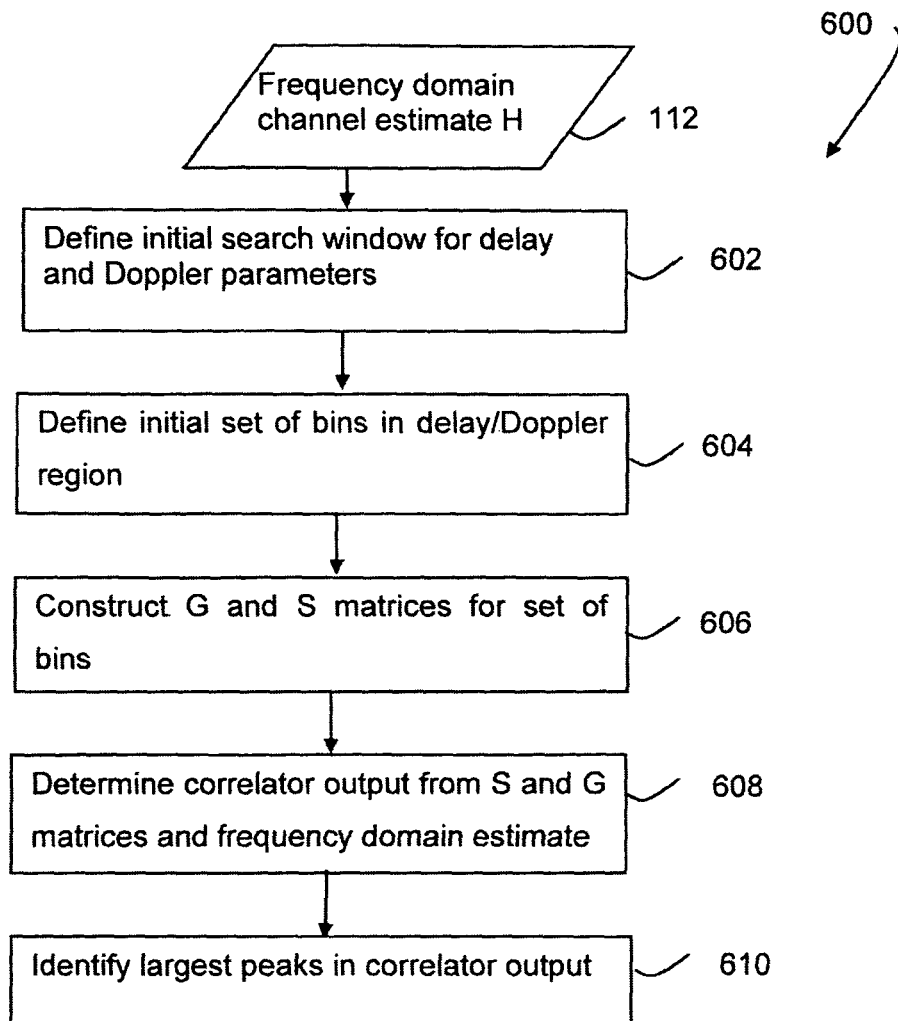 600
Frequency domain
channel estimate H
112
Define initial search window for delay
and Doppler parameters
602
Define initial set of bins in delay/Doppler
region
604
Construct G and S matrices for set of
bins
606
Determine correlator output from S and G
matrices and frequency domain estimate
608
Identify largest peaks in correlator output
610